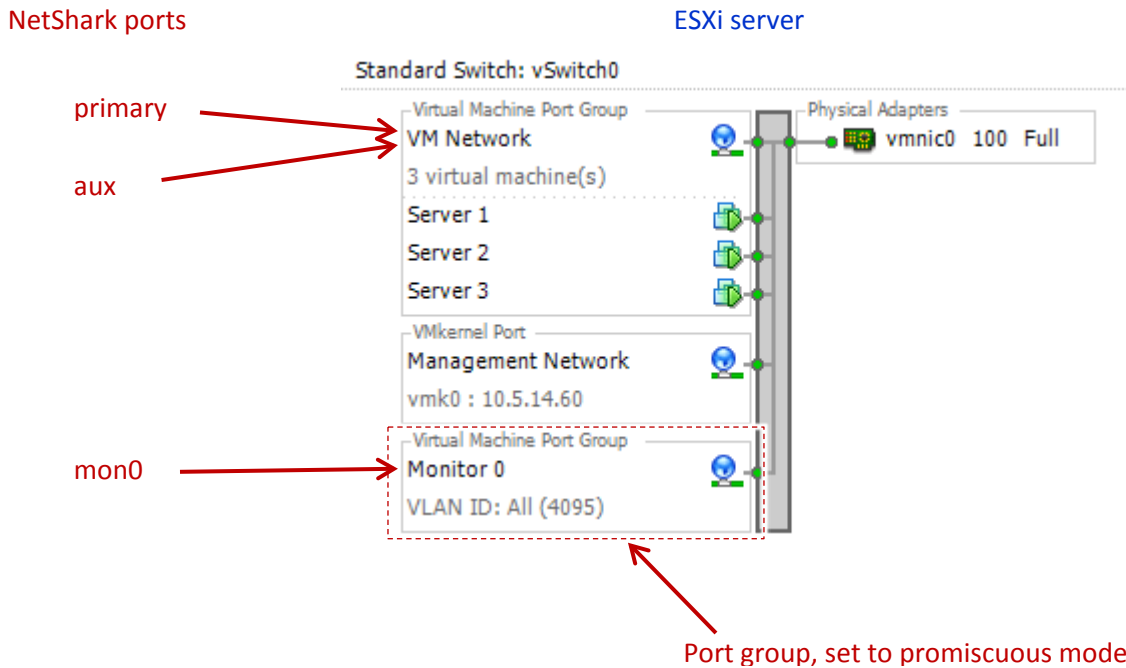 NetShark ports
ESXi server
Standard Switch: vSwitch0
primary
Virtual Machine Port Group
Physical Adapters
VM Network
vmnic0 100 Full
3 virtual machine(s)
aux
Server 1
Server 2
Server 3
VMkernel Port
Management Network
vmk0 : 10.5.14.60
Virtual Machine Port Group
mon0
Monitor 0
VLAN ID: All (4095)
Port group, set to promiscuous mode